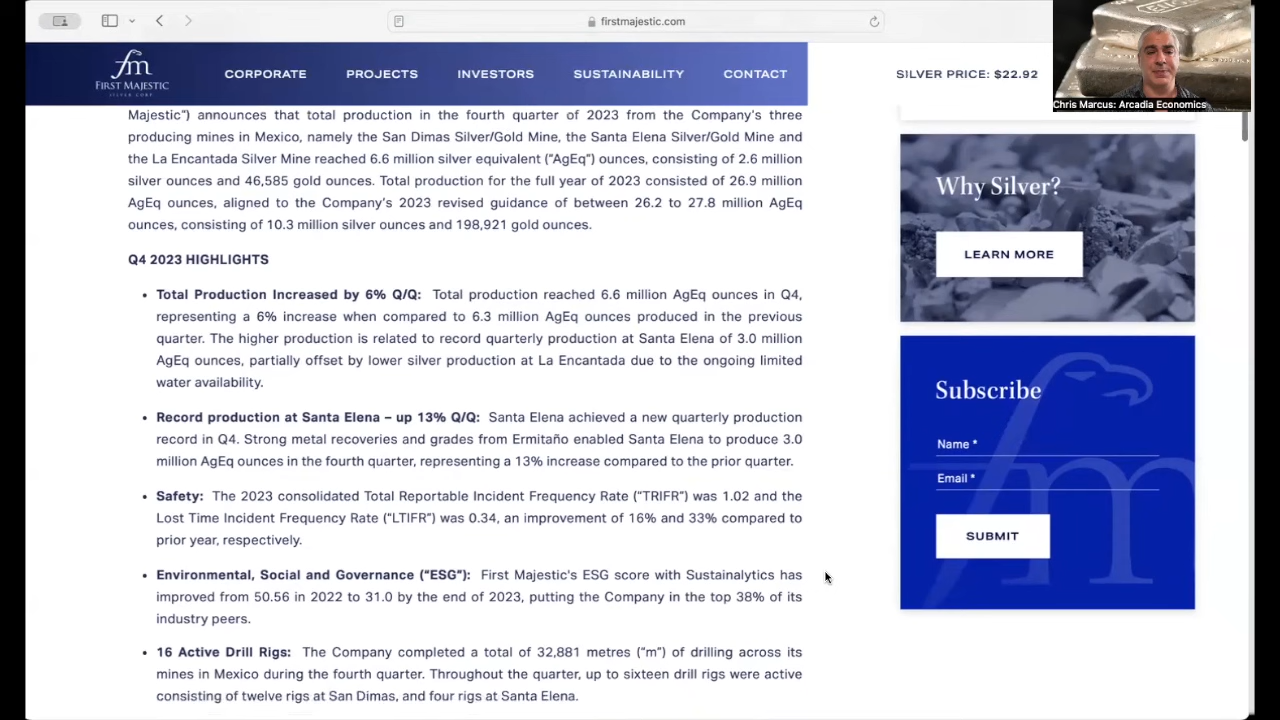 firstmajestic.com
fm
FIRST MAJESTIC
SILVER CORP
CORPORATE PROJECTS INVESTORS SUSTAINABILITY CONTACT
SILVER PRICE: $22.92
Chris Marcus: Arcadia Economics
Majestic”) announces that total production in the fourth quarter of 2023 from the Company’s three
producing mines in Mexico, namely the San Dimas Silver/Gold Mine, the Santa Elena Silver/Gold Mine and
the La Encantada Silver Mine reached 6.6 million silver equivalent (“AgEq”) ounces, consisting of 2.6 million
silver ounces and 46,585 gold ounces. Total production for the full year of 2023 consisted of 26.9 million
AgEq ounces, aligned to the Company’s 2023 revised guidance of between 26.2 to 27.8 million AgEq
ounces, consisting of 10.3 million silver ounces and 198,921 gold ounces.
Q4 2023 HIGHLIGHTS
• Total Production Increased by 6% Q/Q: Total production reached 6.6 million AgEq ounces in Q4,
representing a 6% increase when compared to 6.3 million AgEq ounces produced in the previous
quarter. The higher production is related to record quarterly production at Santa Elena of 3.0 million
AgEq ounces, partially offset by lower silver production at La Encantada due to the ongoing limited
water availability.
• Record production at Santa Elena – up 13% Q/Q: Santa Elena achieved a new quarterly production
record in Q4. Strong metal recoveries and grades from Ermitaño enabled Santa Elena to produce 3.0
million AgEq ounces in the fourth quarter, representing a 13% increase compared to the prior quarter.
• Safety: The 2023 consolidated Total Reportable Incident Frequency Rate (“TRIFR”) was 1.02 and the
Lost Time Incident Frequency Rate (“LTIFR”) was 0.34, an improvement of 16% and 33% compared to
prior year, respectively.
• Environmental, Social and Governance (“ESG”): First Majestic's ESG score with Sustainalytics has
improved from 50.56 in 2022 to 31.0 by the end of 2023, putting the Company in the top 38% of its
industry peers.
• 16 Active Drill Rigs: The Company completed a total of 32,881 metres (“m”) of drilling across its
mines in Mexico during the fourth quarter. Throughout the quarter, up to sixteen drill rigs were active
consisting of twelve rigs at San Dimas, and four rigs at Santa Elena.
Why Silver?
LEARN MORE
Subscribe
Name *
Email *
SUBMIT
fm